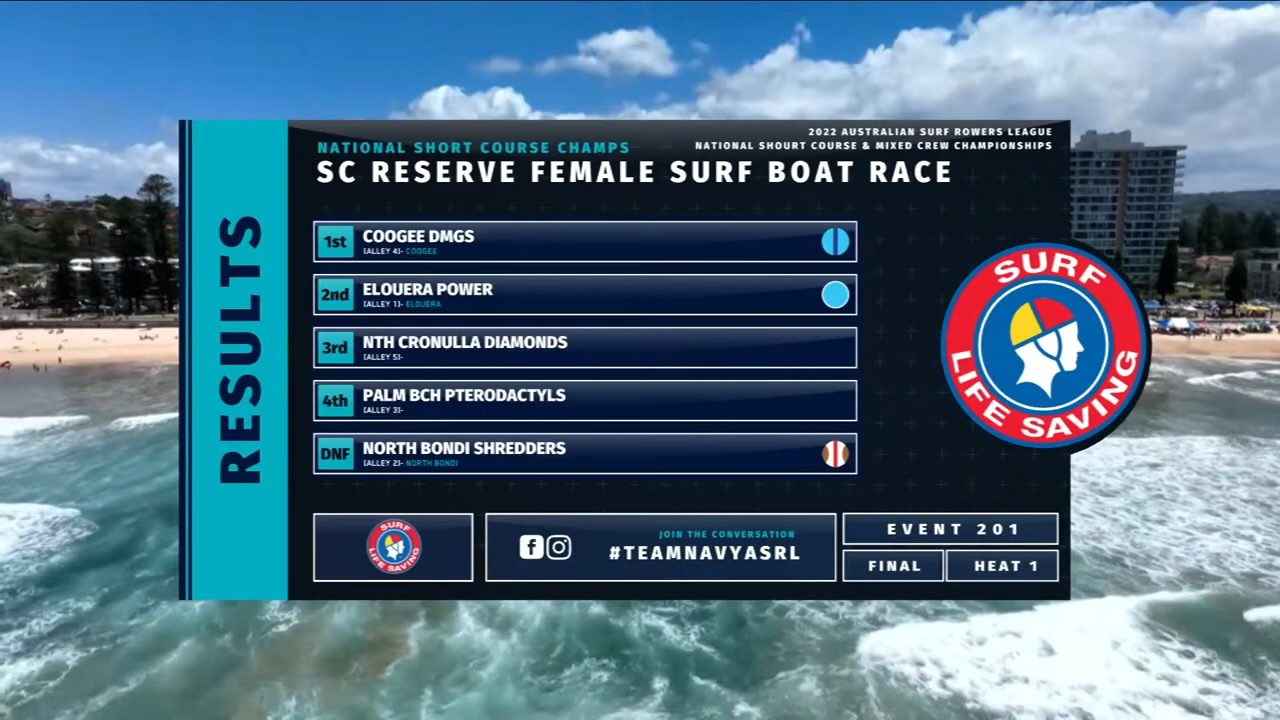 2022 AUSTRALIAN SURF ROWERS LEAGUE
NATIONAL SHOURT COURSE & MIXED CREW CHAMPIONSHIPS
NATIONAL SHORT COURSE CHAMPS
SC RESERVE FEMALE SURF BOAT RACE
RESULTS
1st COOGEE DMGS
(ALLEY 4)- COOGEE
2nd ELOUERA POWER
(ALLEY 1)- ELOUERA
3rd NTH CRONULLA DIAMONDS
(ALLEY 5)-
4th PALM BCH PTERODACTYLS
(ALLEY 3)-
DNF NORTH BONDI SHREDDERS
(ALLEY 2)- NORTH BONDI
SURF
LIFE SAVING
SURF
LIFE SAVING
JOIN THE CONVERSATION
#TEAMNAVYASRL
EVENT 201
FINAL HEAT 1